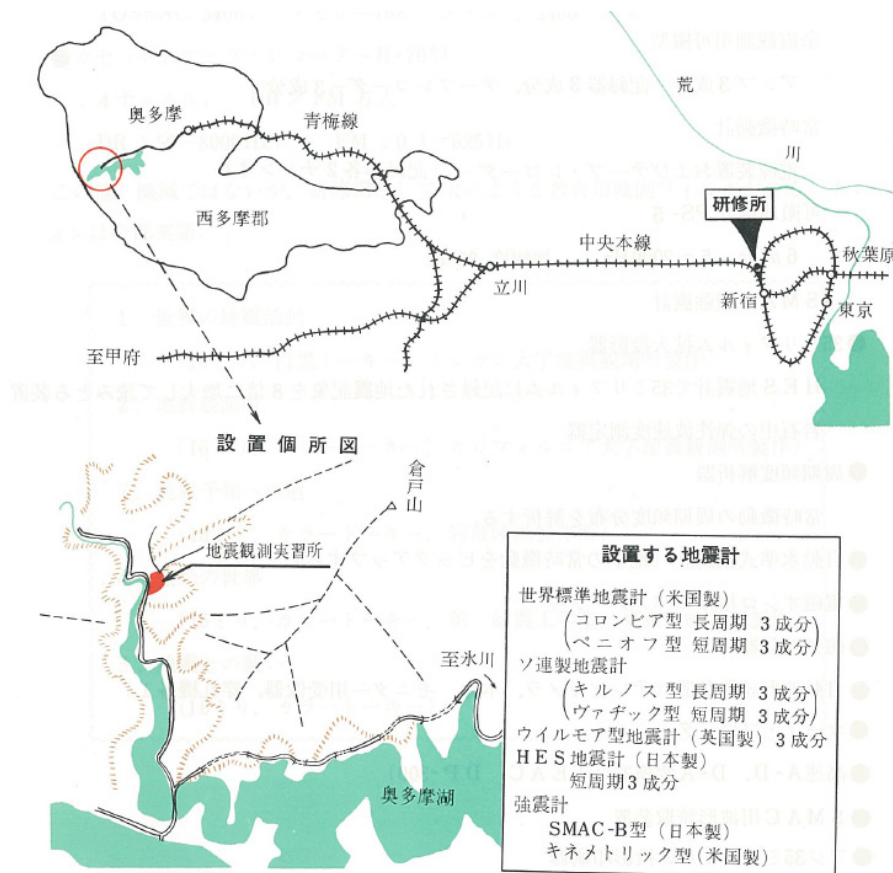 荒
川
奥多摩
青梅線
西多摩郡
研修所
中央本線
立川
新宿
秋葉原
東京
至甲府
設置個所図
倉戸山
地震観測実習所
至氷川
奥多摩湖
設置する地震計
世界標準地震計(米国製)
(コロンビア型 長周期 3成分)
(ペニオフ型 短周期 3成分)
ソ連製地震計
(キルノス型 長周期 3成分)
(ヴァヂック型 短周期 3成分)
ウイルモア型地震計(英国製)3成分
HES地震計(日本製)
短周期3成分
強震計
SMAC-B型(日本製)
キネメトリック型(米国製)